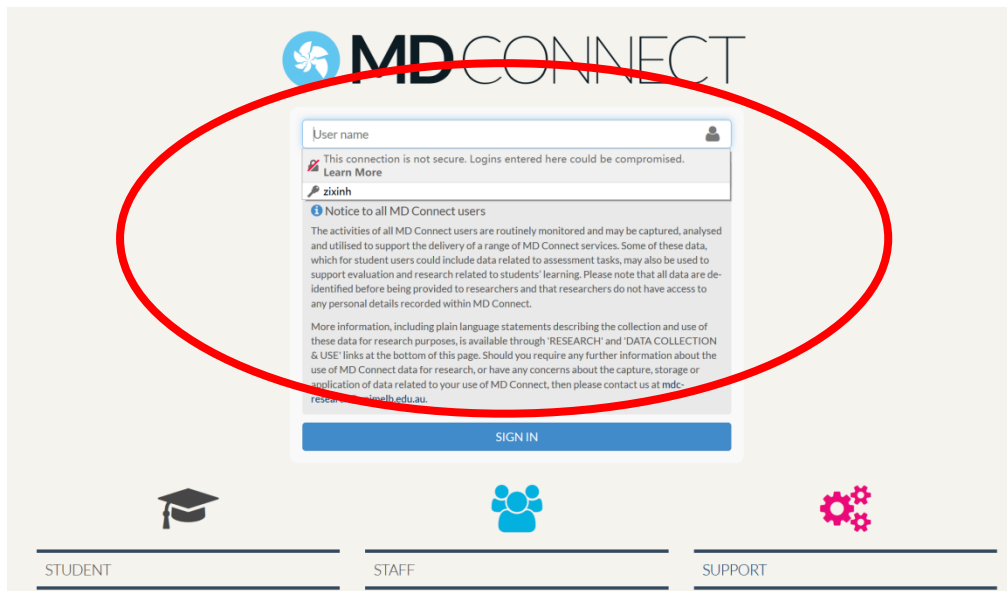 MDCONNECT
User name
This connection is not secure. Logins entered here could be compromised.
Learn More
zixinh
Notice to all MD Connect users
The activities of all MD Connect users are routinely monitored and may be captured, analysed
and utilised to support the delivery of a range of MD Connect services. Some of these data,
which for student users could include data related to assessment tasks, may also be used to
support evaluation and research related to students' learning. Please note that all data are de-
identified before being provided to researchers and that researchers do not have access to
any personal details recorded within MD Connect.
More information, including plain language statements describing the collection and use of
these data for research purposes, is available through 'RESEARCH' and 'DATA COLLECTION
& USE' links at the bottom of this page. Should you require any further information about the
use of MD Connect data for research, or have any concerns about the capture, storage or
application of data related to your use of MD Connect, then please contact us at mdc-
SIGN IN
STUDENT
STAFF
SUPPORT